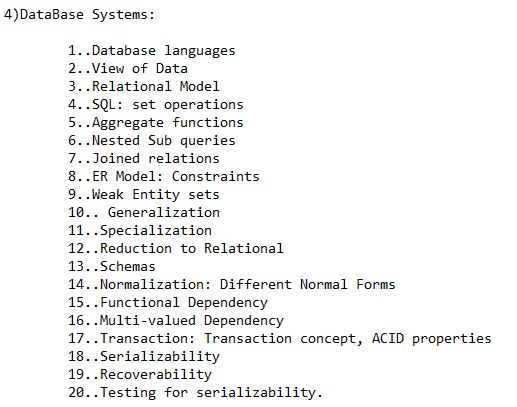 4)DataBase Systems:
1..Database languages
2..View of Data
3..Relational Model
4..SQL: set operations
5..Aggregate functions
6..Nested Sub queries
7..Joined relations
8..ER Model: Constraints
9..Weak Entity sets
10.. Generalization
11..Specialization
12..Reduction to Relational
13..Schemas
14..Normalization: Different Normal Forms
15..Functional Dependency
16..Multi-valued Dependency
17..Transaction: Transaction concept, ACID properties
18..Serializability
19..Recoverability
20..Testing for serializability.